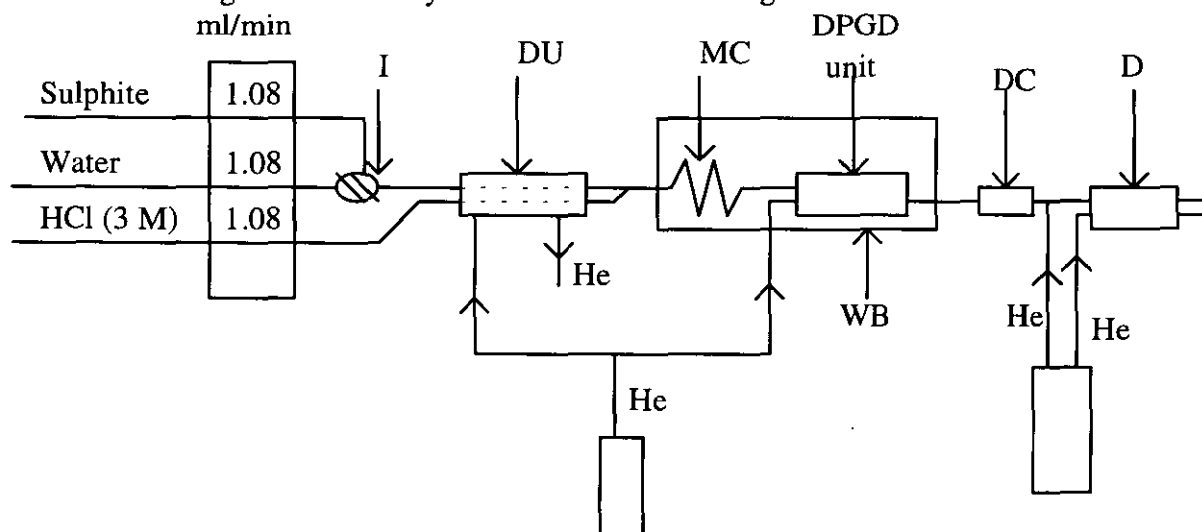 ml/min
DPGD
unit
I
DU
MC
DC
D
Sulphite 1.08
Water 1.08
HCl (3 M) 1.08
He
WB
He
He
He